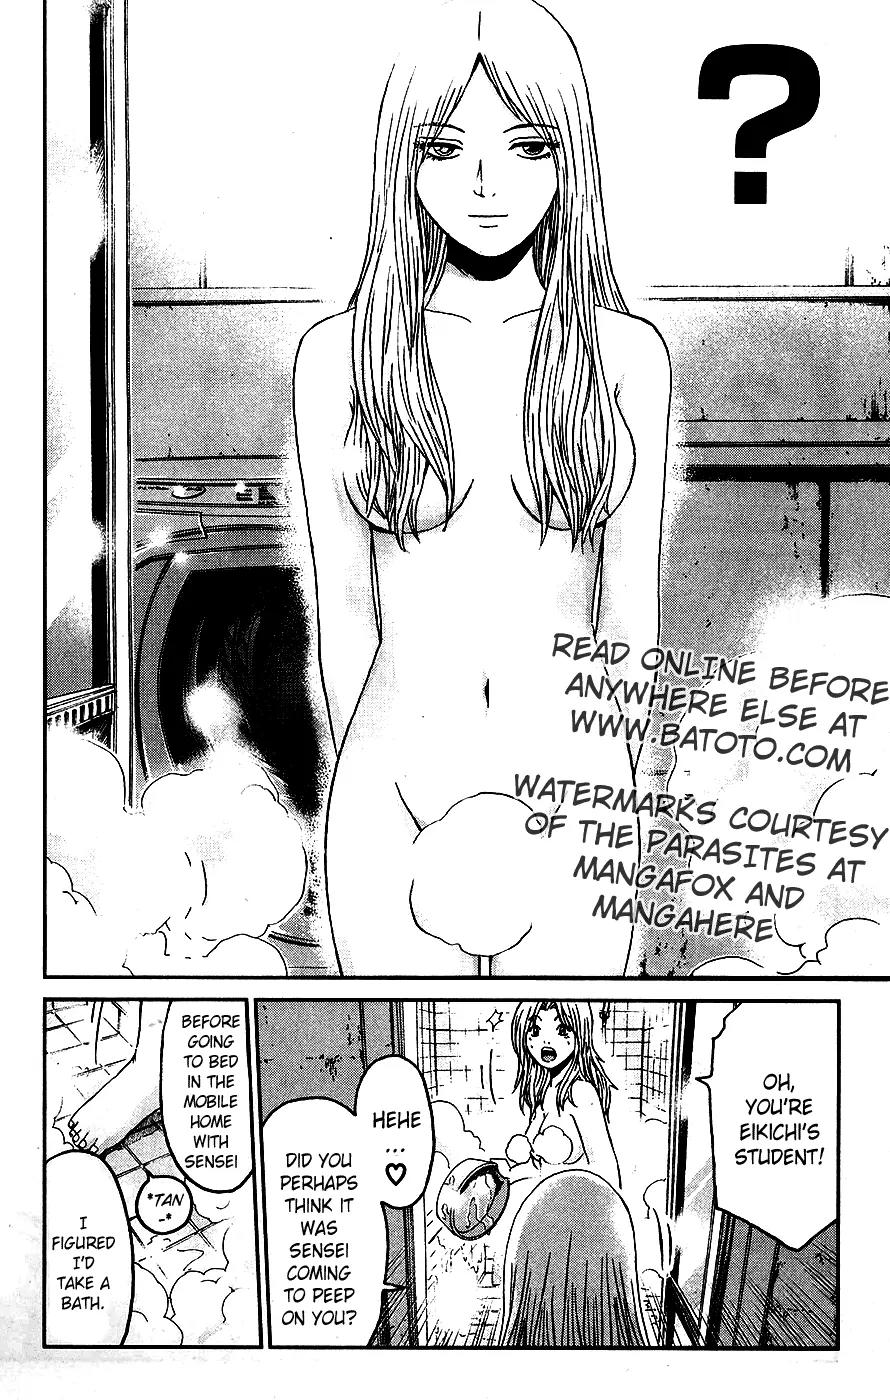 ?
READ ONLINE BEFORE
ANYWHERE ELSE AT
WWW.BATOTO.COM
WATERMARKS COURTESY
OF THE PARASITES AT
MANGAFOX AND
MANGAHERE
OH,
YOU'RE
EIKICHI'S
STUDENT!
HEHE
...
♡
DID YOU
PERHAPS
THINK IT
WAS
SENSEI
COMING
TO PEEP
ON YOU?
BEFORE
GOING
TO BED
IN THE
MOBILE
HOME
WITH
SENSEI
*TAN
-*
I
FIGURED
I'D
TAKE A
BATH.